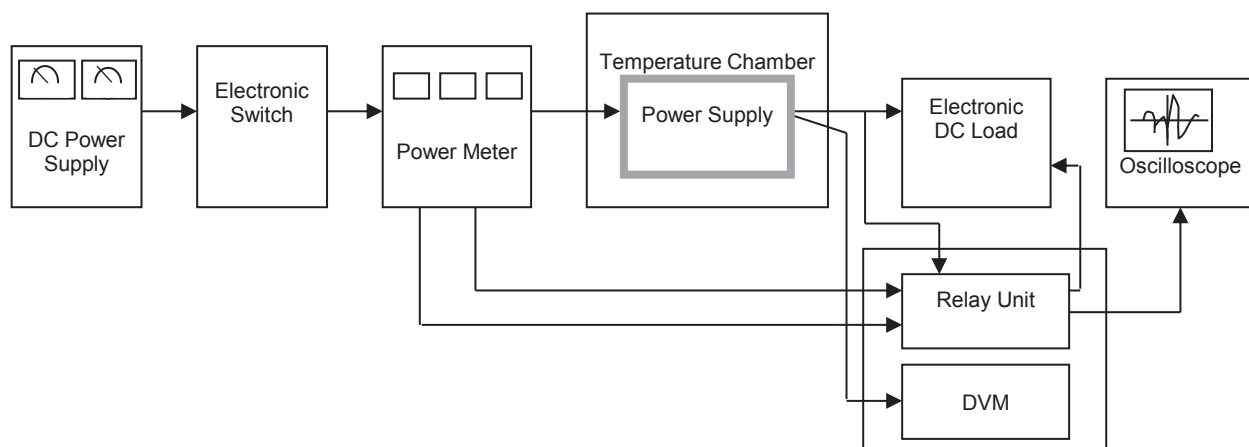 DC Power
Supply
Electronic
Switch
Power Meter
Temperature Chamber
Power Supply
Electronic
DC Load
Oscilloscope
Relay Unit
DVM